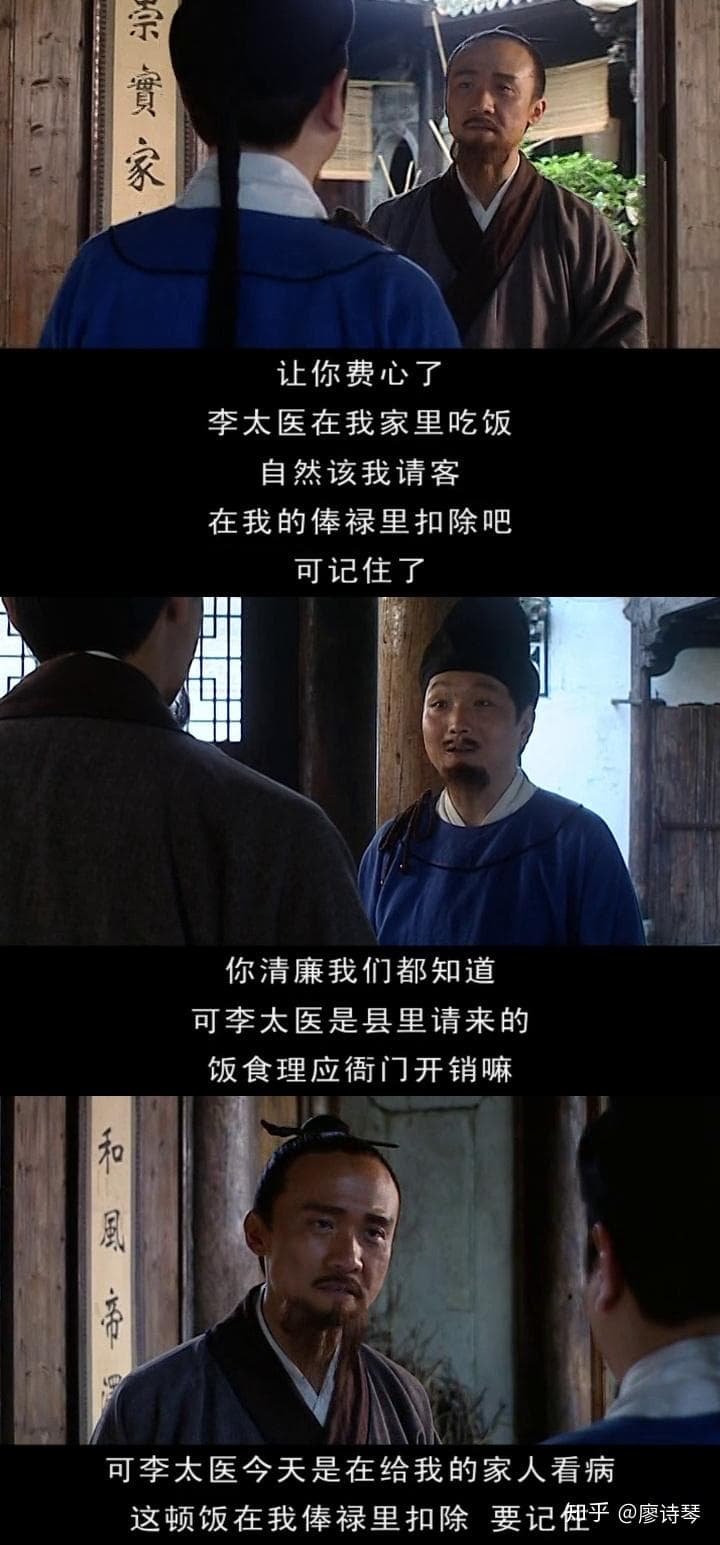 崇實家
让你费心了
李太医在我家里吃饭
自然该我请客
在我的俸禄里扣除吧
可记住了
你清廉我们都知道
可李太医是县里请来的
饭食理应衙门开销嘛
和風帝澤
可李太医今天是在给我的家人看病
这顿饭在我俸禄里扣除 要记住
知乎 @廖诗琴